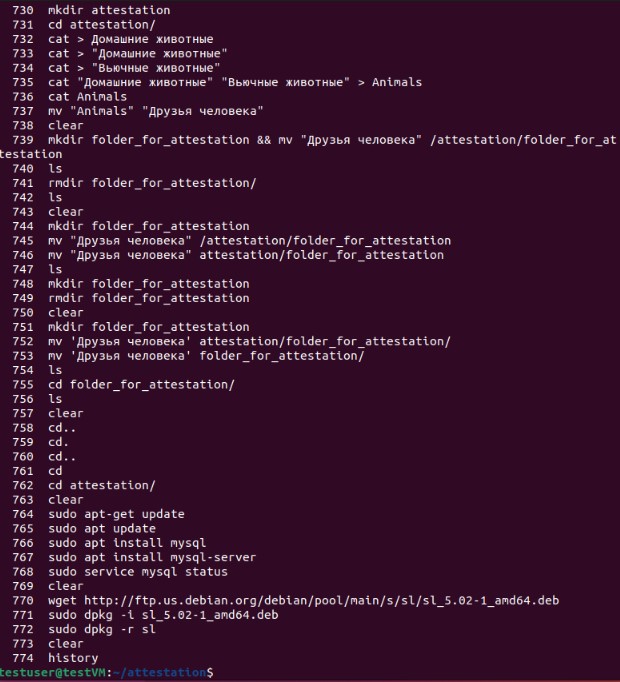 730 mkdir attestation
731 cd attestation/
732 cat > Домашние животные
733 cat > "Домашние животные"
734 cat > "Вьючные животные"
735 cat "Домашние животные" "Вьючные животные" > Animals
736 cat Animals
737 mv "Animals" "Друзья человека"
738 clear
739 mkdir folder_for_attestation && mv "Друзья человека" /attestation/folder_for_at
testation
740 ls
741 rmdir folder_for_attestation/
742 ls
743 clear
744 mkdir folder_for_attestation
745 mv "Друзья человека" /attestation/folder_for_attestation
746 mv "Друзья человека" attestation/folder_for_attestation
747 ls
748 mkdir folder_for_attestation
749 rmdir folder_for_attestation
750 clear
751 mkdir folder_for_attestation
752 mv 'Друзья человека' attestation/folder_for_attestation/
753 mv 'Друзья человека' folder_for_attestation/
754 ls
755 cd folder_for_attestation/
756 ls
757 clear
758 cd..
759 cd.
760 cd..
761 cd
762 cd attestation/
763 clear
764 sudo apt-get update
765 sudo apt update
766 sudo apt install mysql
767 sudo apt install mysql-server
768 sudo service mysql status
769 clear
770 wget http://ftp.us.debian.org/debian/pool/main/s/sl/sl_5.02-1_amd64.deb
771 sudo dpkg -i sl_5.02-1_amd64.deb
772 sudo dpkg -r sl
773 clear
774 history
testuser@testVM:~/attestation$